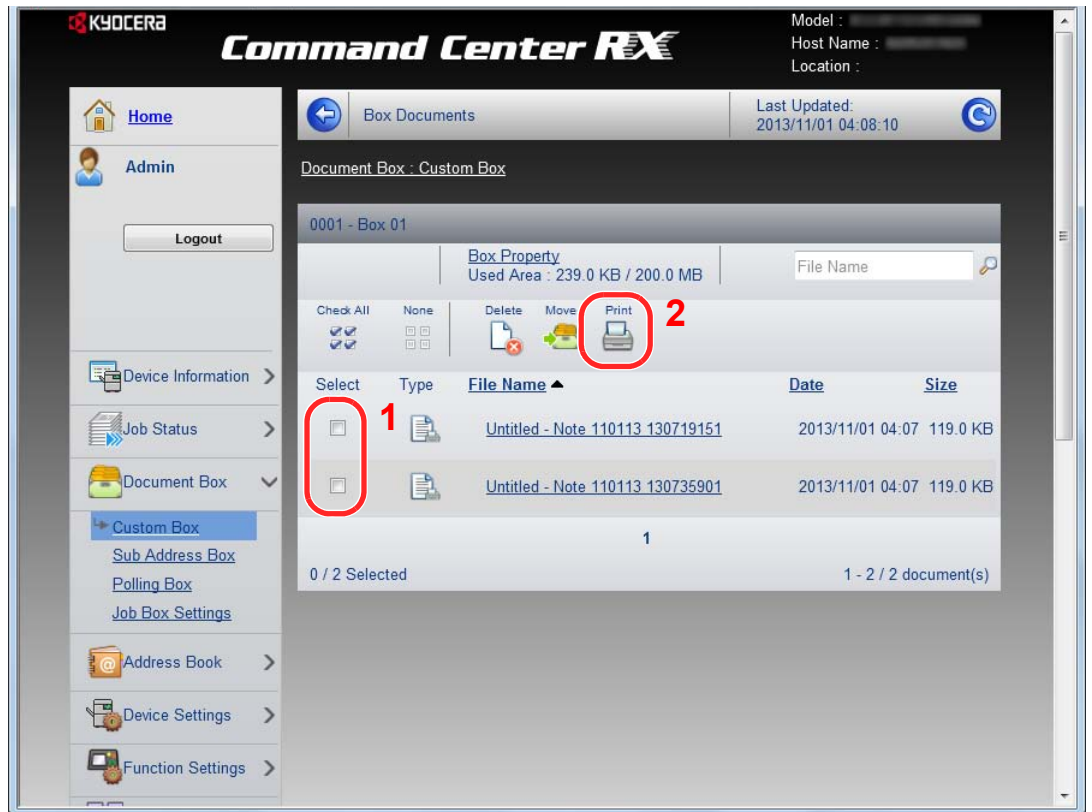 KYOCERA
Command Center RX
Model :
Host Name :
Location :
Home
Admin
Logout
Device Information
Job Status
Document Box
Custom Box
Sub Address Box
Polling Box
Job Box Settings
Address Book
Device Settings
Function Settings
Box Documents
Last Updated:
2013/11/01 04:08:10
Document Box : Custom Box
0001 - Box 01
Box Property
Used Area : 239.0 KB / 200.0 MB
File Name
Check All None Delete Move Print 2
Select Type File Name Date Size
1 Untitled - Note 110113 130719151 2013/11/01 04:07 119.0 KB
Untitled - Note 110113 130735901 2013/11/01 04:07 119.0 KB
1
0 / 2 Selected 1 - 2 / 2 document(s)